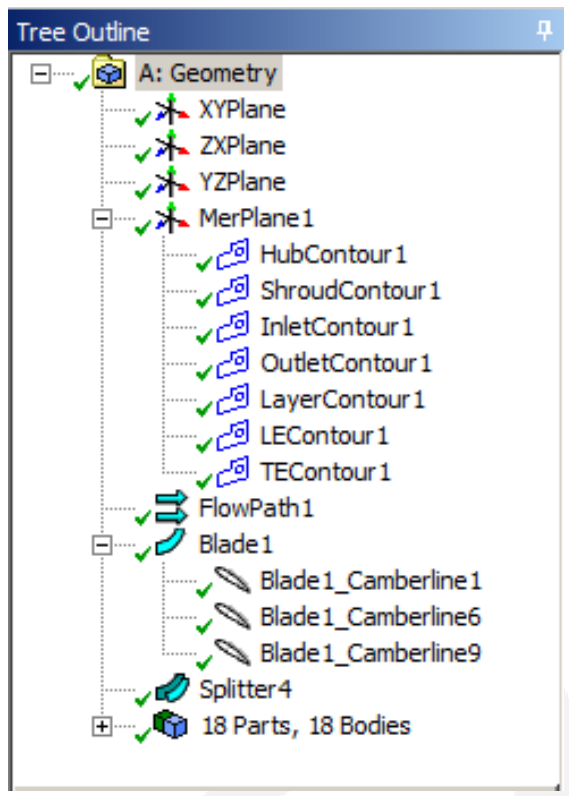 Tree Outline
A: Geometry
XYPlane
ZXPlane
YZPlane
MerPlane1
HubContour1
ShroudContour1
InletContour1
OutletContour1
LayerContour1
LEContour1
TEContour1
FlowPath1
Blade1
Blade1_Camberline1
Blade1_Camberline6
Blade1_Camberline9
Splitter4
18 Parts, 18 Bodies